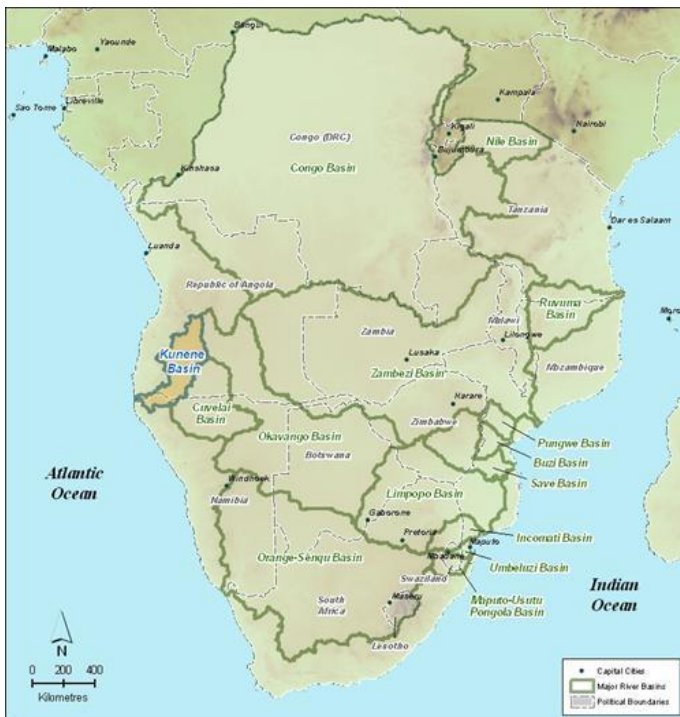 Bangui
Yaounde
Malabo
Libreville
Sao Tome
Kampala
Nairobi
Kigali
Nile Basin
Bujumbura
Congo (DRC)
Congo Basin
Kinshasa
Tanzania
Dar es Salaam
Luanda
Republic of Angola
Ruvuma
Basin
Malawi
Zambia
Lilongwe
Kunene
Basin
Lusaka
Mozambique
Zambezi Basin
Cuvelai
Basin
Harare
Zimbabwe
Okavango Basin
Botswana
Pungwe Basin
Buzi Basin
Save Basin
Atlantic
Ocean
Windhoek
Namibia
Limpopo Basin
Gaborone
Pretoria
Maputo
Incomati Basin
Mbabane
Umbeluzi Basin
Orange-Senqu Basin
Swaziland
Maputo-Usutu
Pongola Basin
Indian
Ocean
South
Africa
Maseru
Lesotho
N
0 200 400
Kilometres
Capital Cities
Major River Basins
Political Boundaries